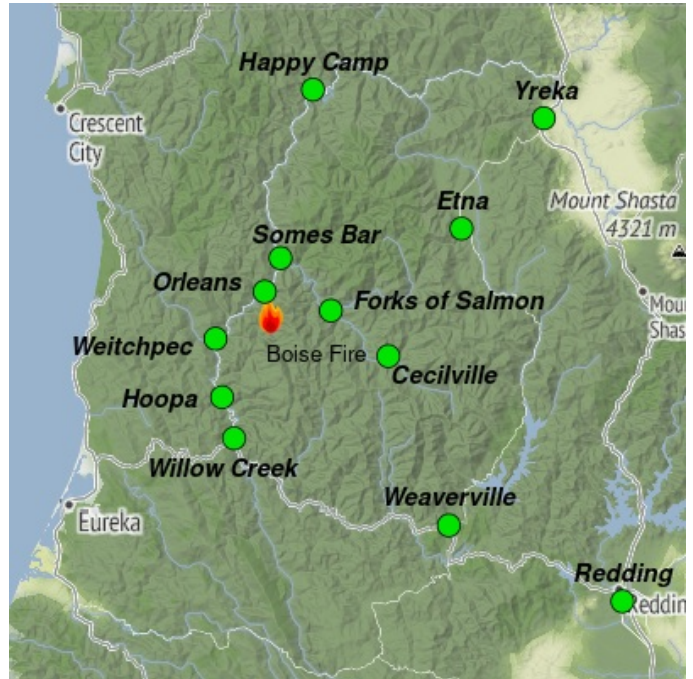 Happy Camp
Yreka
Crescent
City
Etna
Mount Shasta
4321 m
Somes Bar
Orleans
Forks of Salmon
Weitchpec
Boise Fire
Cecilville
Hoopa
Willow Creek
Weaverville
Eureka
Redding